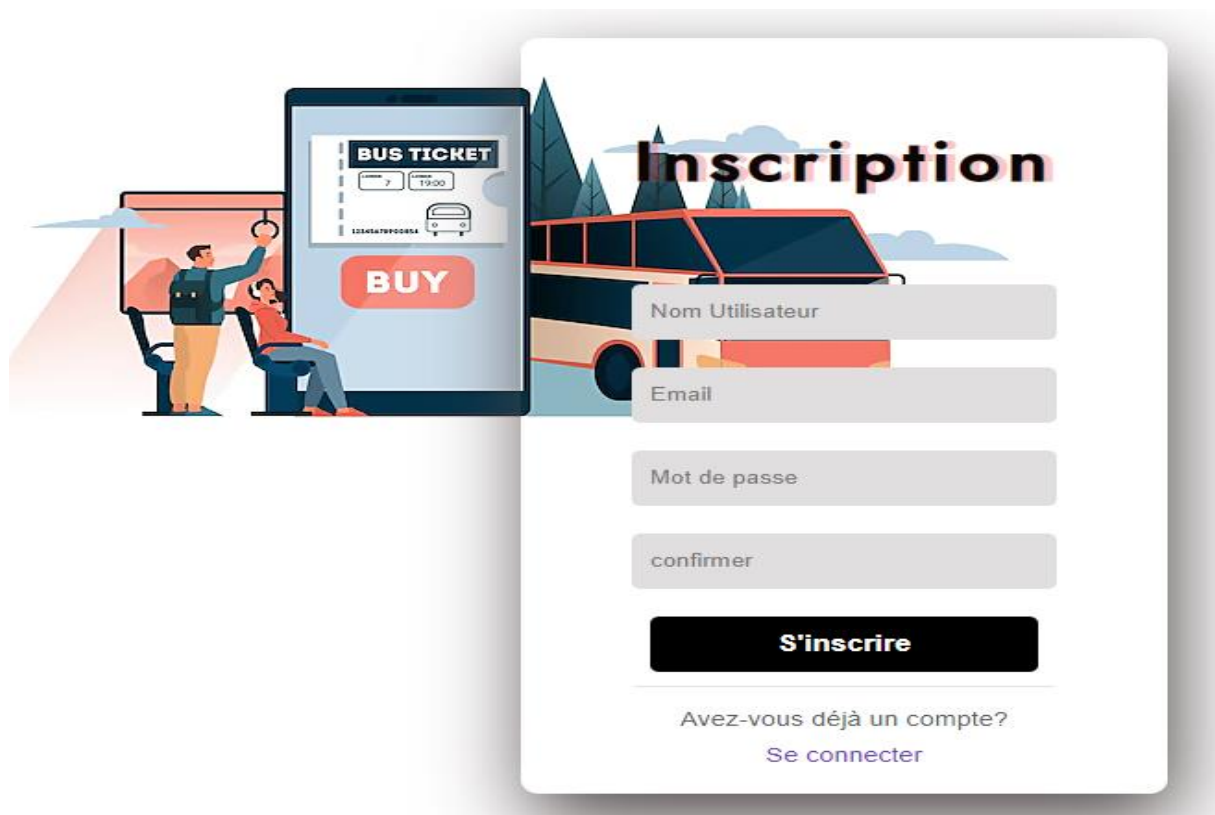 BUS TICKET
7
19:00
BUY
Inscription
Nom Utilisateur
Email
Mot de passe
confirmer
S'inscrire
Avez-vous déjà un compte?
Se connecter